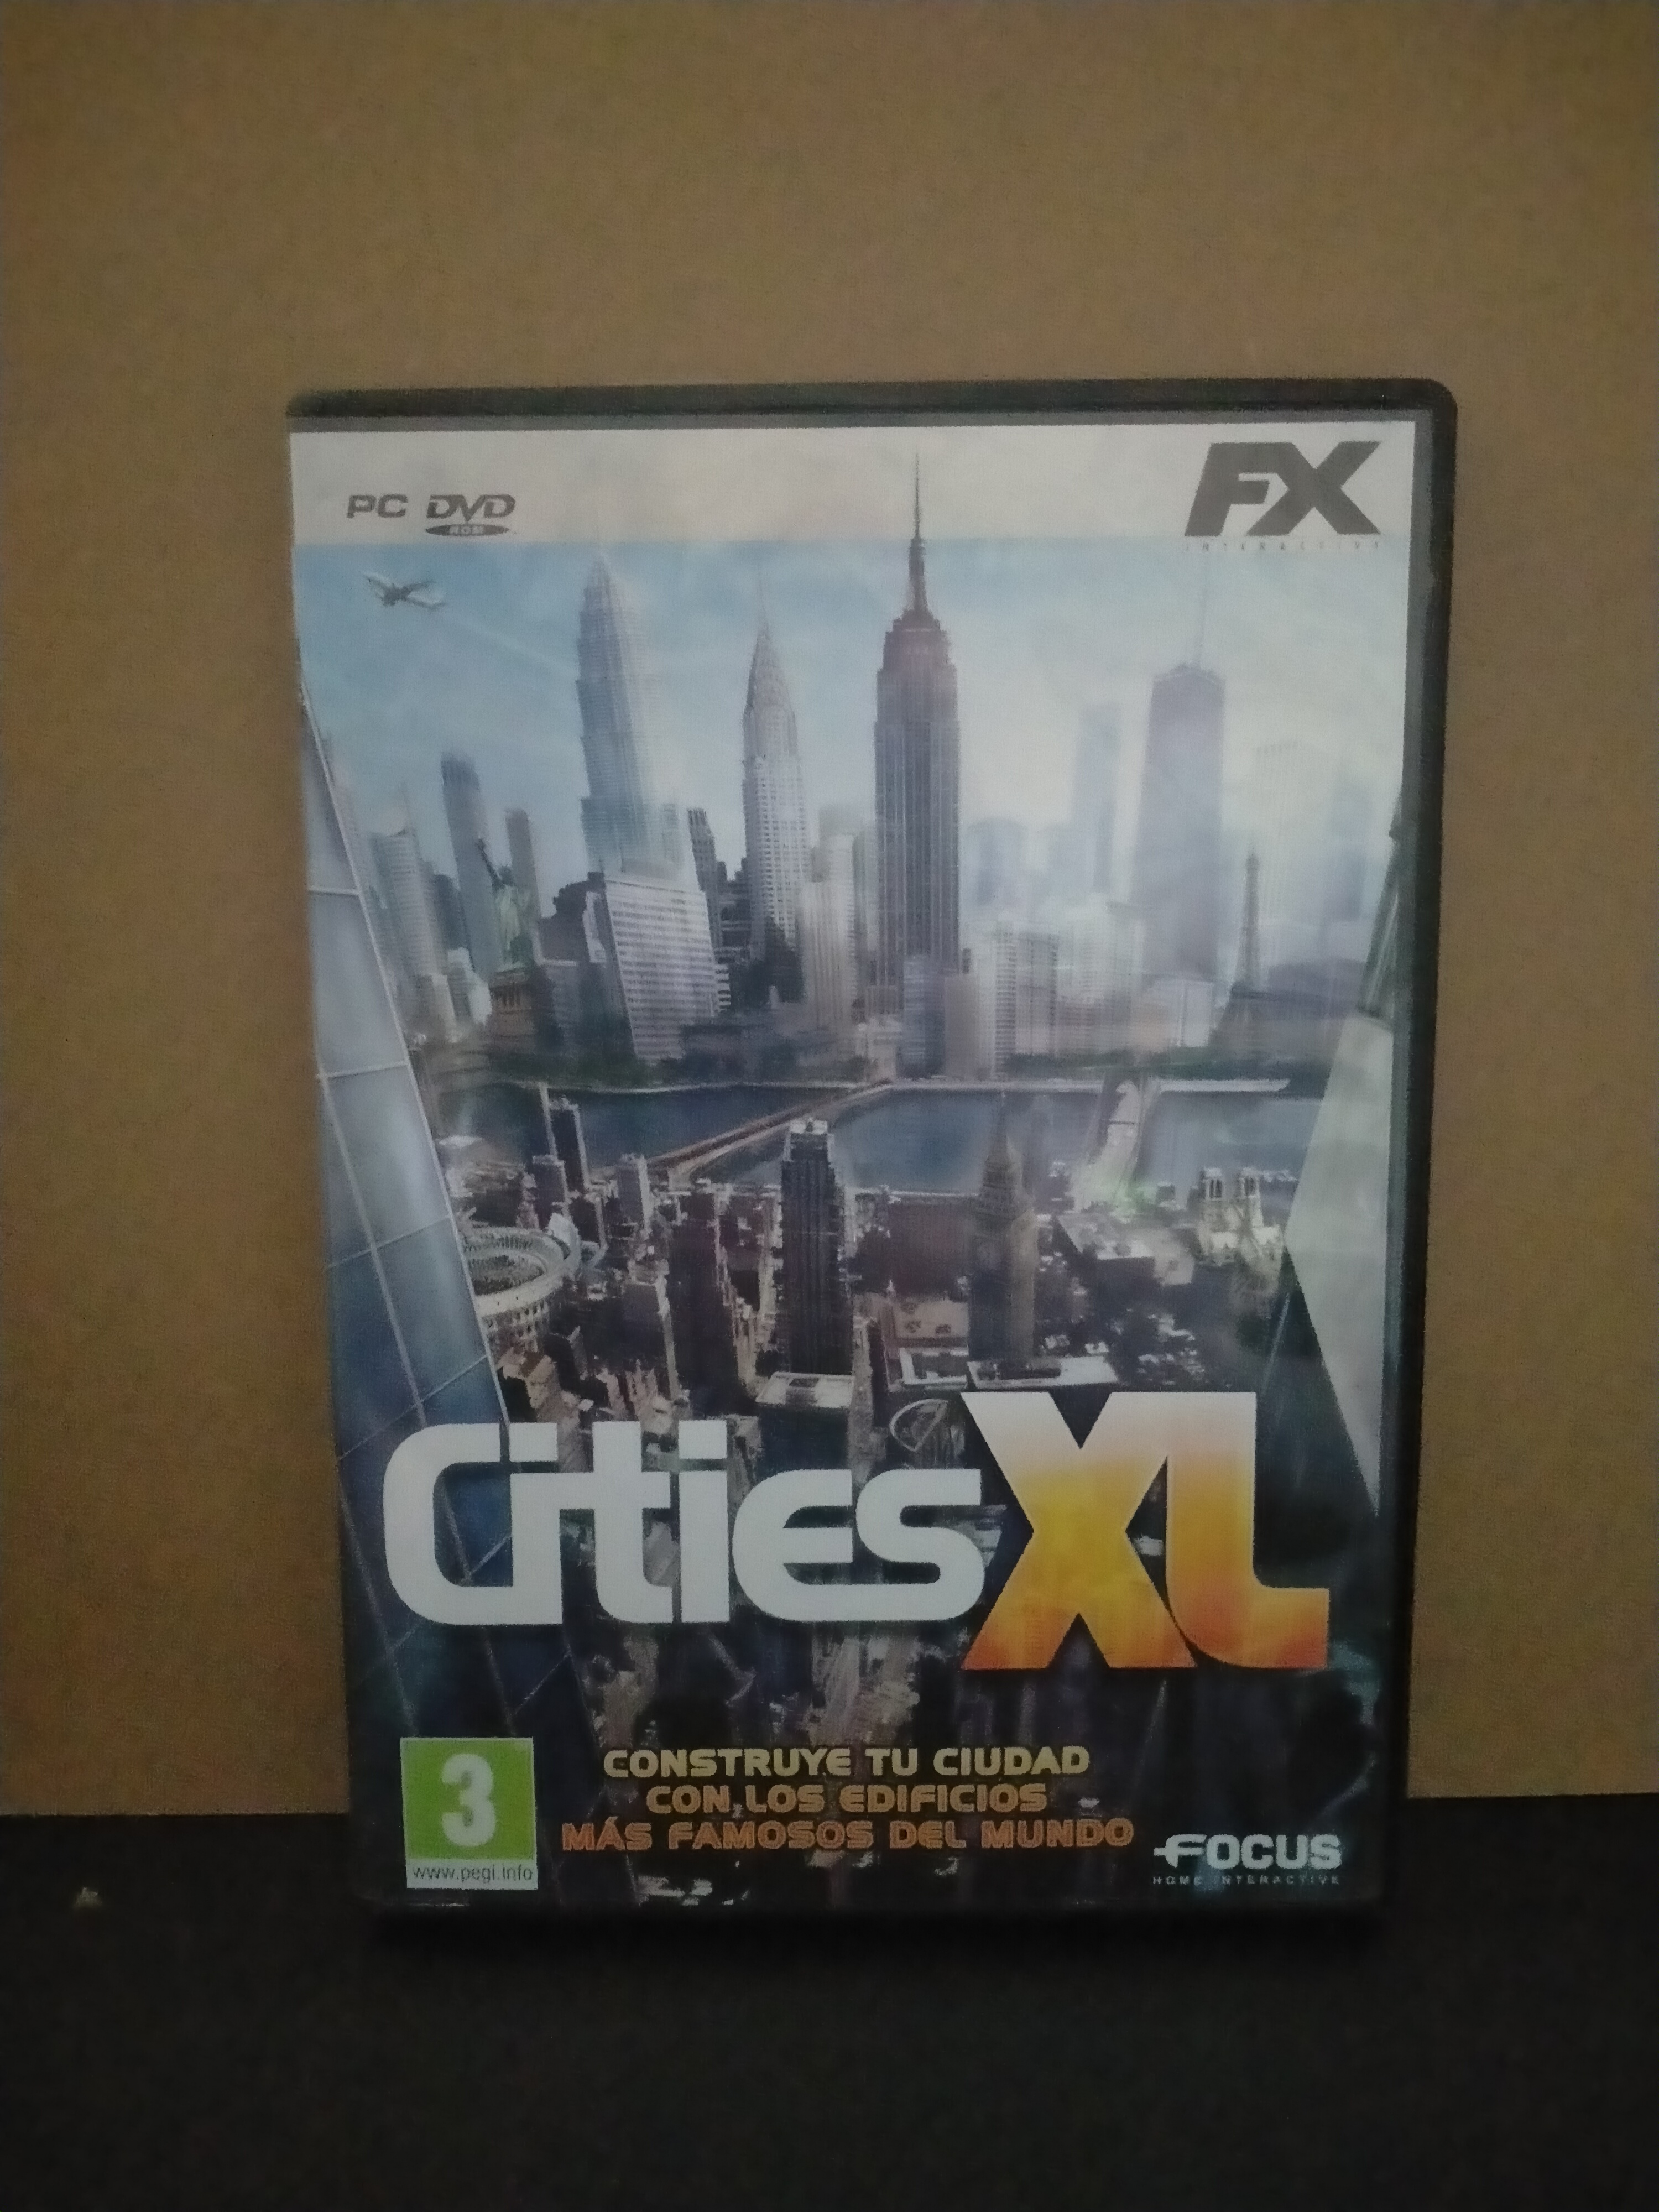 PC DVD
ROM
FX
INTERACTIVE
Cities XL
3
www.pegi.info
CONSTRUYE TU CIUDAD
CON LOS EDIFICIOS
MÁS FAMOSOS DEL MUNDO
FOCUS
HOME INTERACTIVE